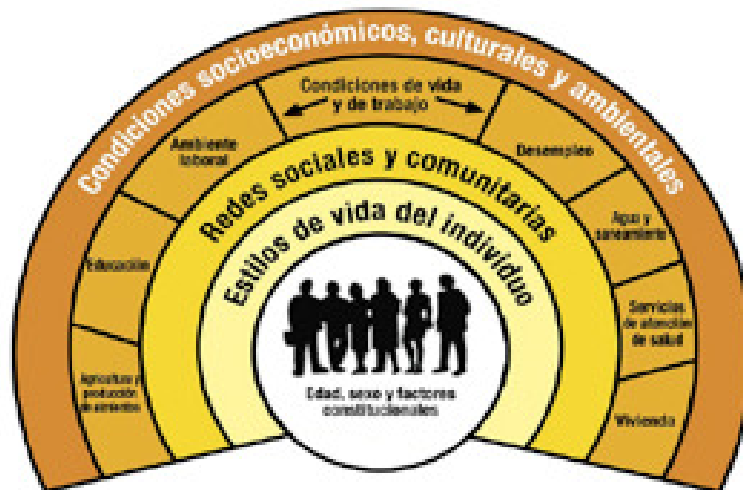 Condiciones socioeconómicos, culturales y ambientales
Condiciones de vida
y de trabajo
Ambiente
laboral
Desempleo
Redes sociales y comunitarias
Agua y
saneamiento
Educación
Estilos de vida del individuo
Servicios
de atención
de salud
Agricultura y
producción
de alimentos
Edad, sexo y factores
constitucionales
Vivienda